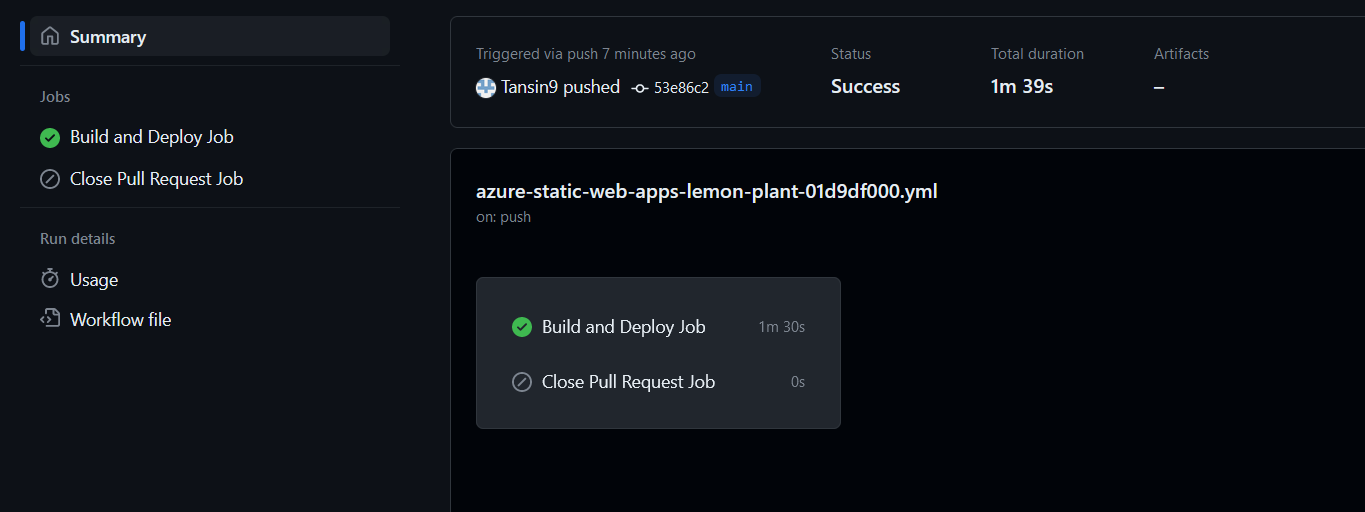 Summary
Jobs
Build and Deploy Job
Close Pull Request Job
Run details
Usage
Workflow file
Triggered via push 7 minutes ago
Tansin9 pushed 53e86c2 main
Status
Success
Total duration
1m 39s
Artifacts
–
azure-static-web-apps-lemon-plant-01d9df000.yml
on: push
Build and Deploy Job 1m 30s
Close Pull Request Job 0s